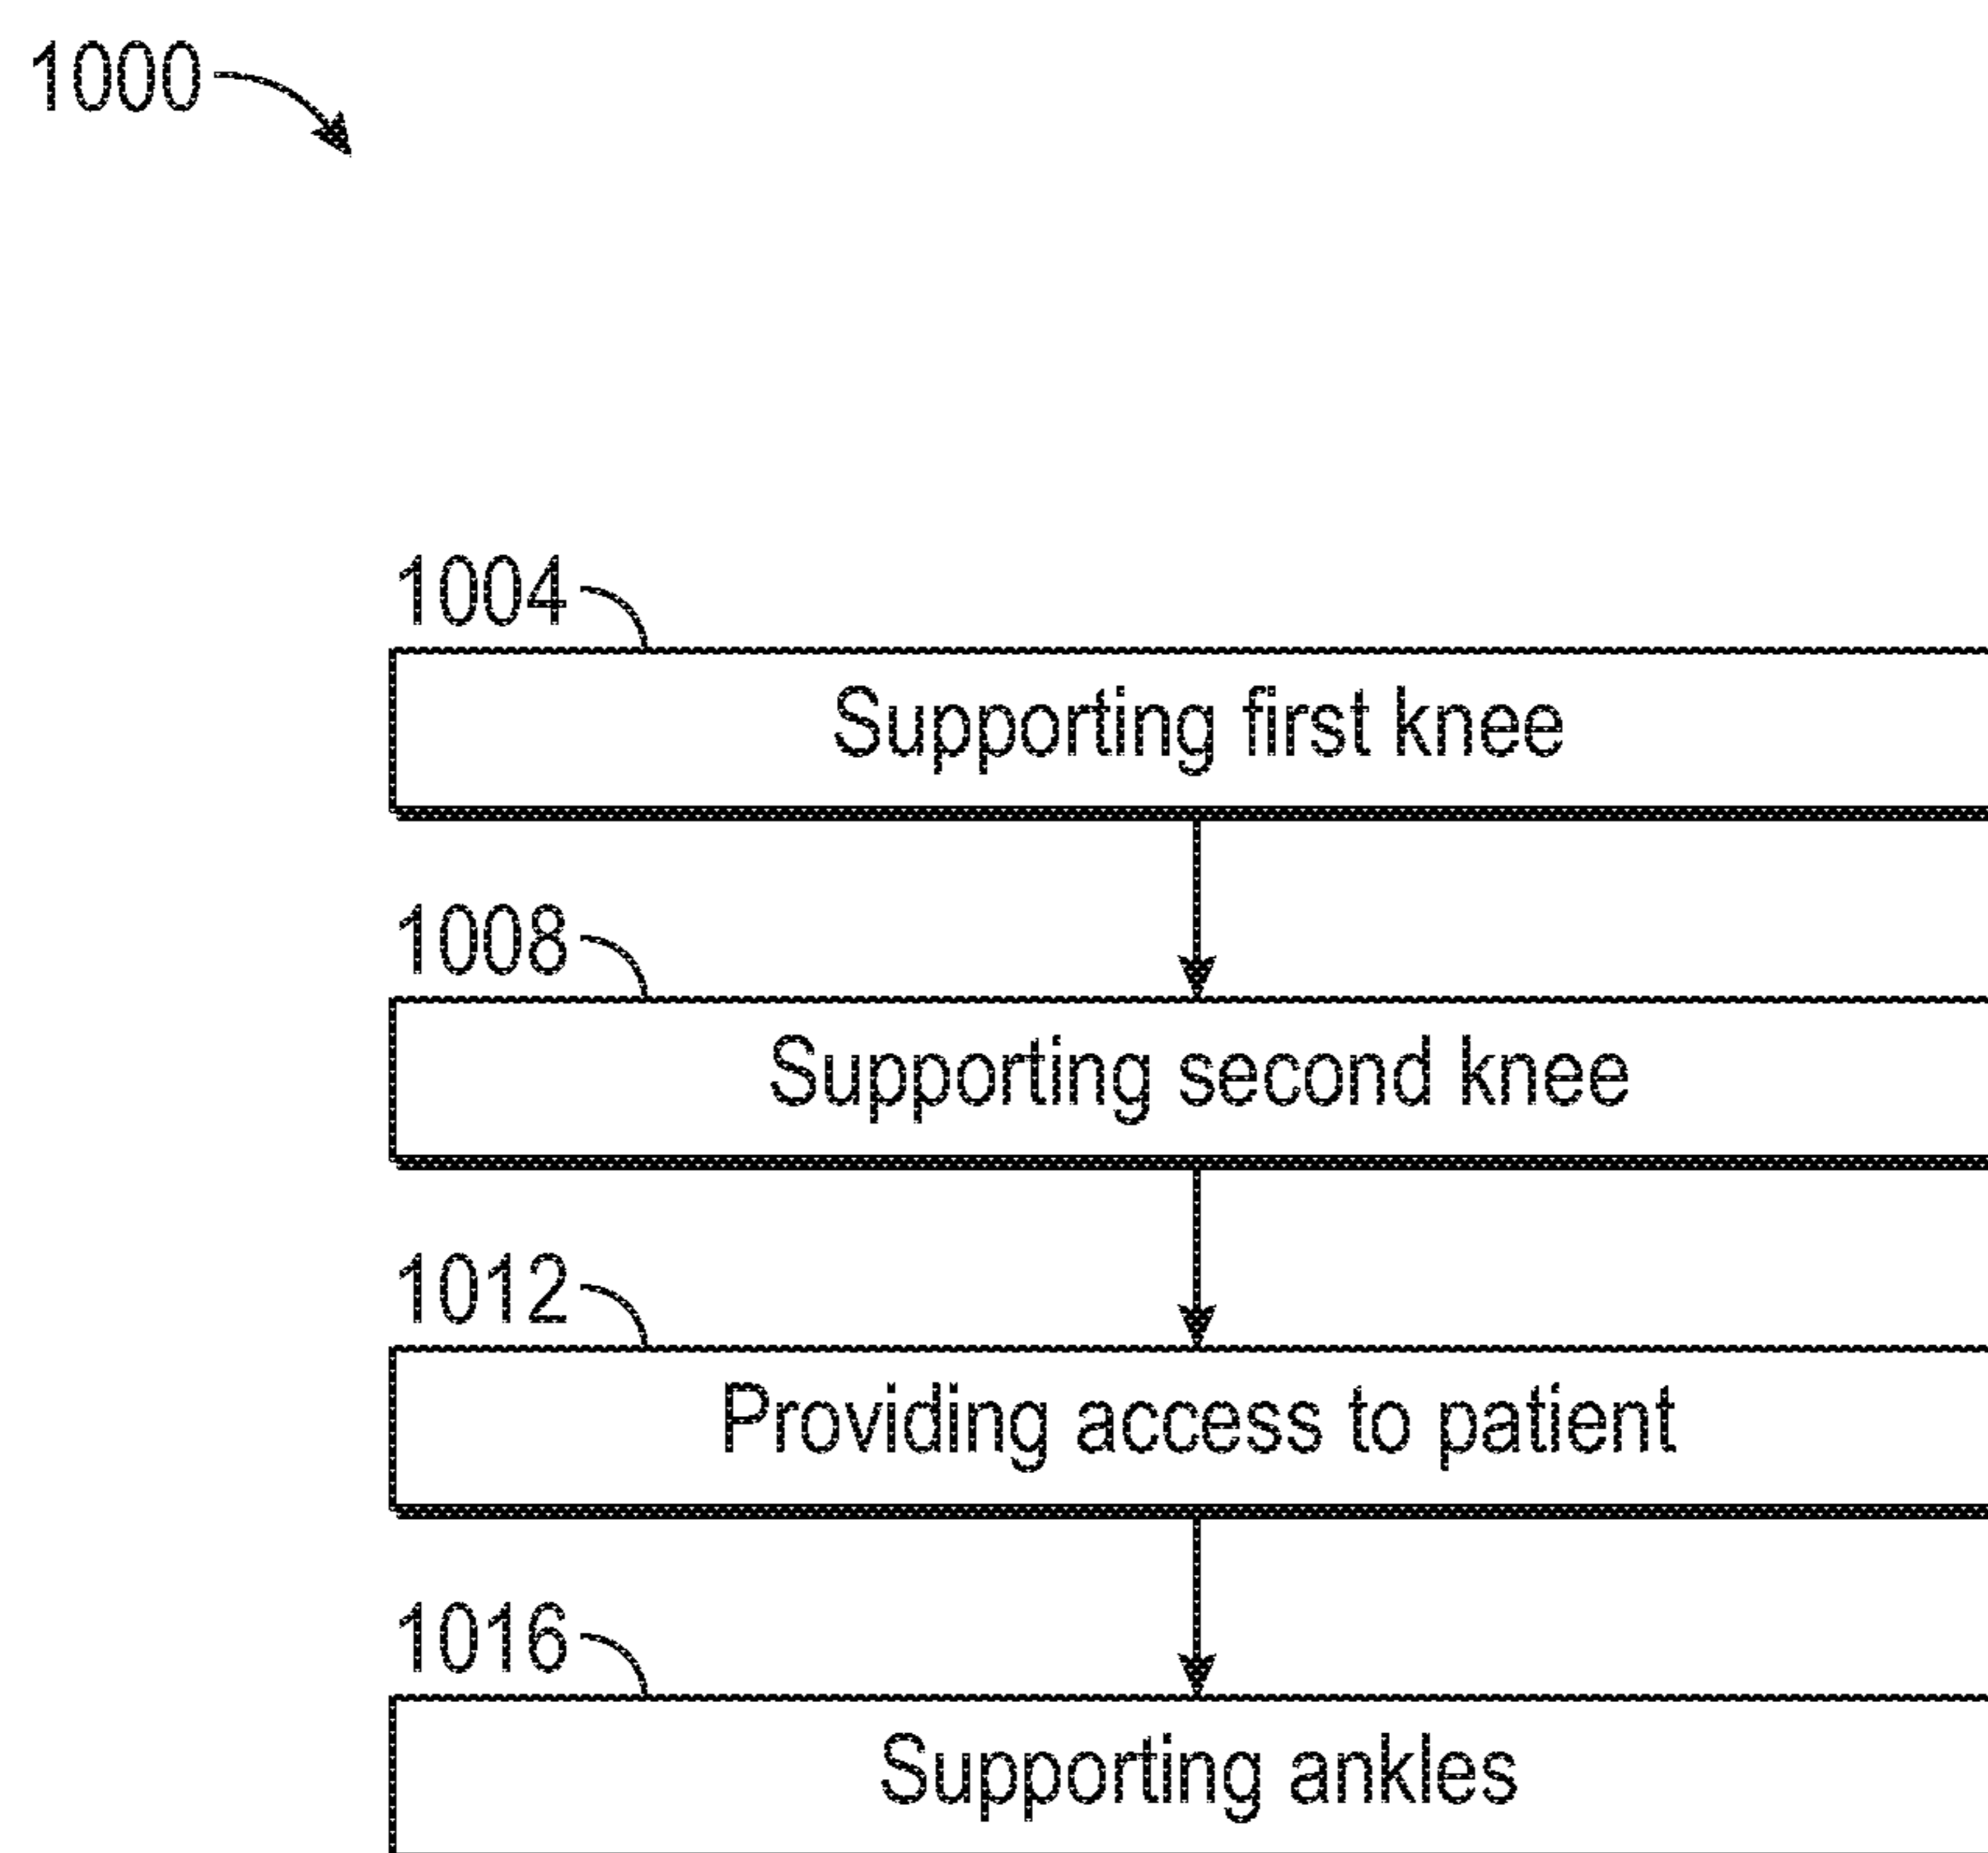 1000
1004
Supporting first knee
1008
Supporting second knee
1012
Providing access to patient
1016
Supporting ankles